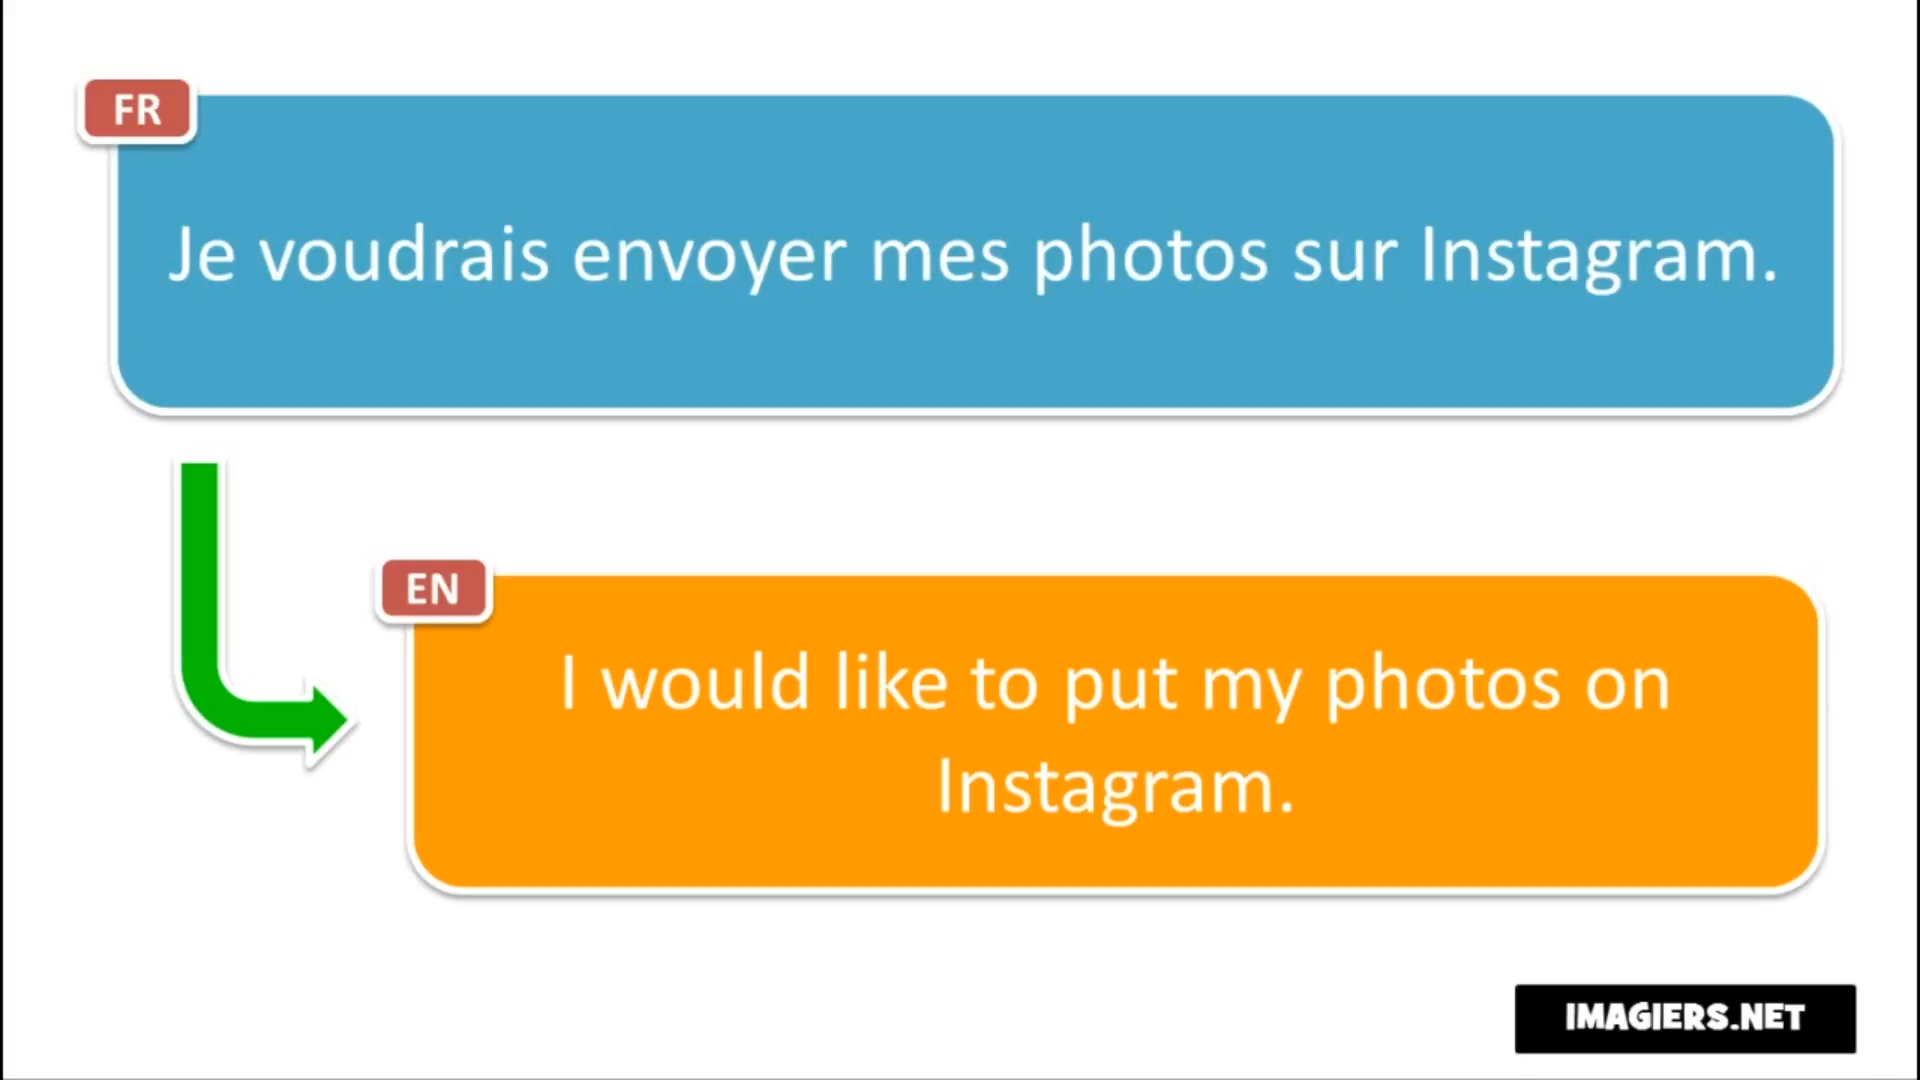 FR
Je voudrais envoyer mes photos sur Instagram.
EN
I would like to put my photos on
Instagram.
IMAGIERS.NET